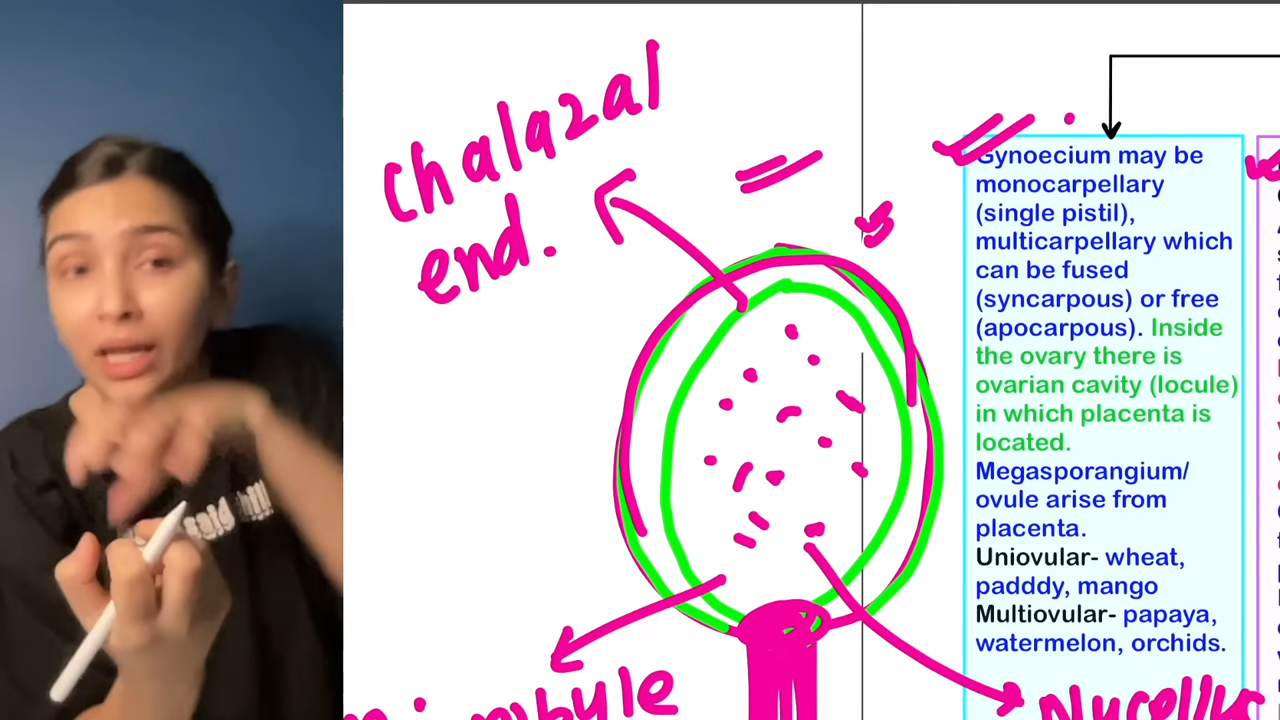 Chalazal
end.
Gynoecium may be
monocarpellary
(single pistil),
multicarpellary which
can be fused
(syncarpous) or free
(apocarpous). Inside
the ovary there is
ovarian cavity (locule)
in which placenta is
located.
Megasporangium/
ovule arise from
placenta.
Uniovular- wheat,
padddy, mango
Multiovular- papaya,
watermelon, orchids.
Nucellus